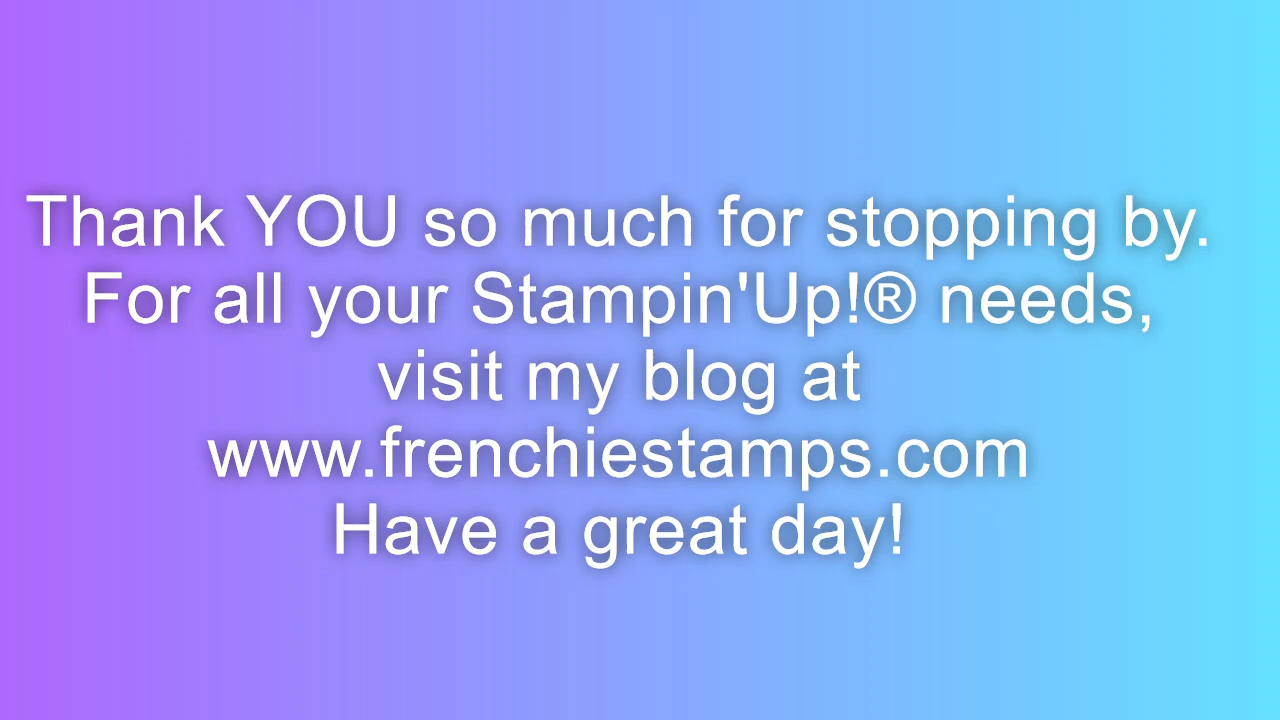 Thank YOU so much for stopping by.
For all your Stampin'Up!® needs,
visit my blog at
www.frenchiestamps.com
Have a great day!